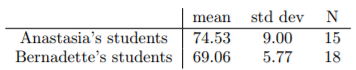 mean std dev N
Anastasia's students 74.53 9.00 15
Bernadette's students 69.06 5.77 18